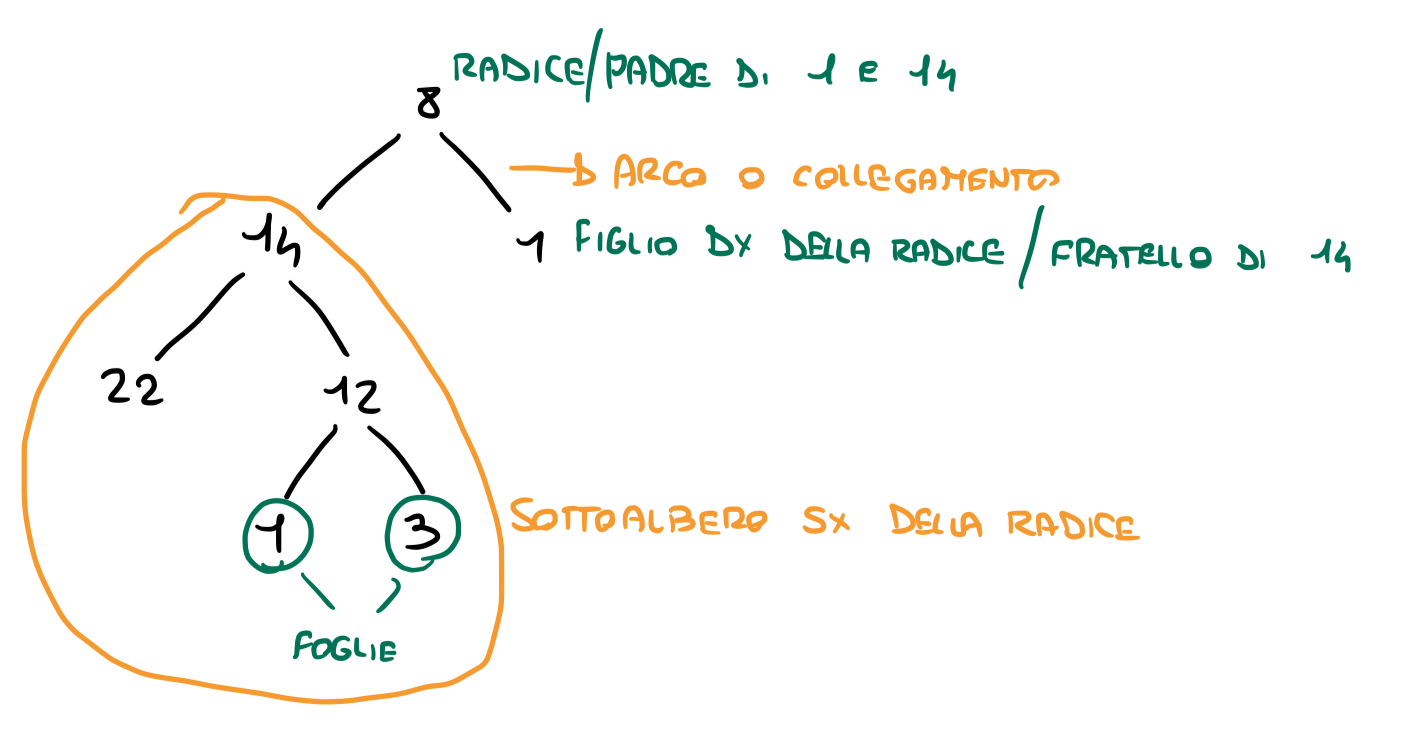 RADICE/PADRE DI 1 E 14
8
→ ARCO O COLLEGAMENTO
14
1 FIGLIO DX DELLA RADICE / FRATELLO DI 14
22 12
1 3
SOTTOALBERO SX DELLA RADICE
FOGLIE